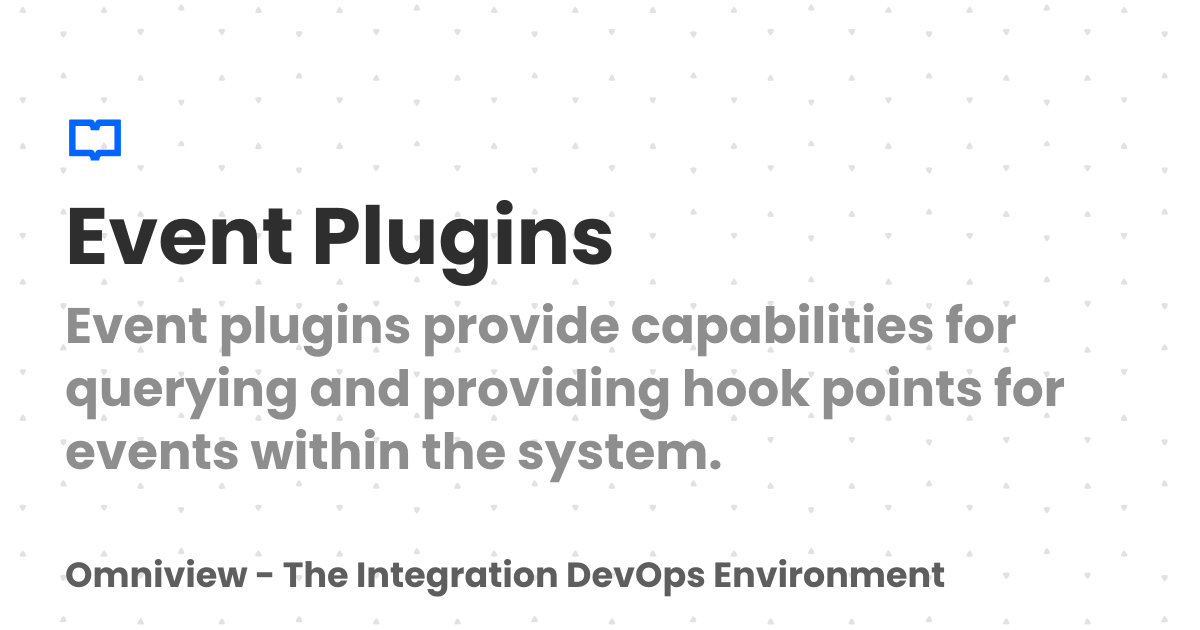 Event Plugins
Event plugins provide capabilities for
querying and providing hook points for
events within the system.
Omniview - The Integration DevOps Environment